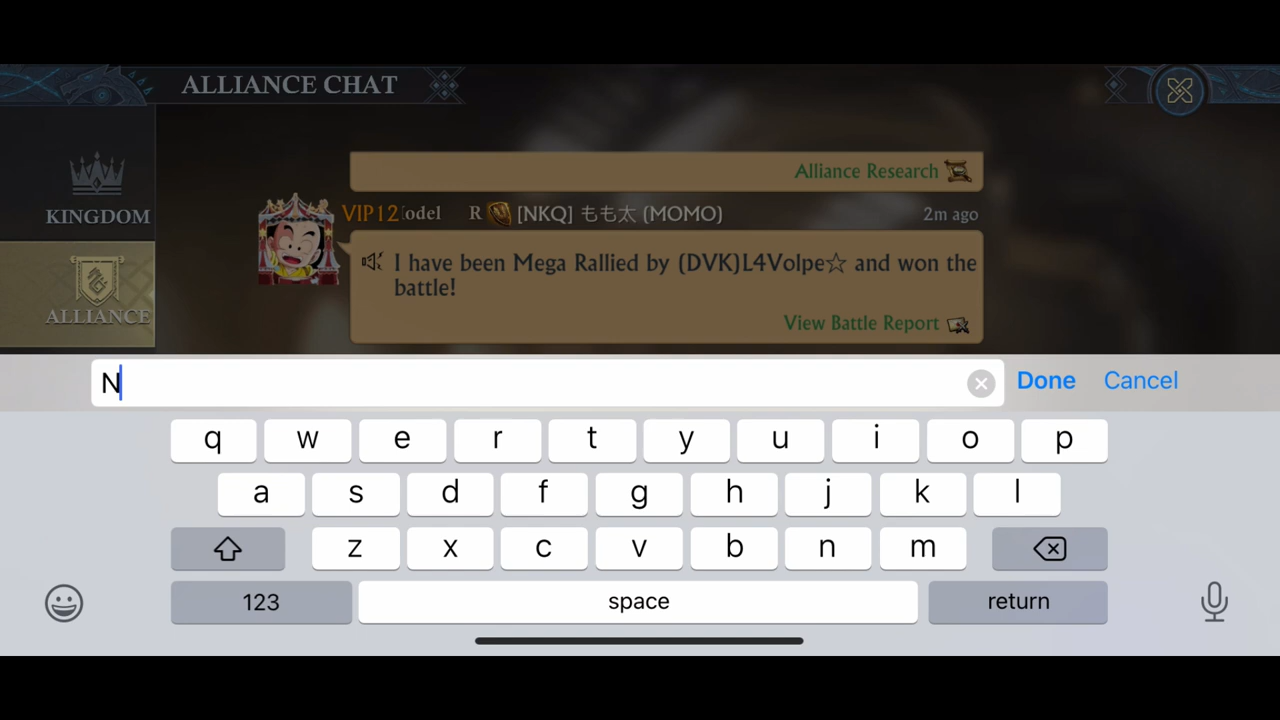 ALLIANCE CHAT
KINGDOM
ALLIANCE
Alliance Research
VIP12 odel R [NKQ] もも太 (MOMO) 2m ago
I have been Mega Rallied by (DVK)L4Volpe☆ and won the
battle!
View Battle Report
N
Done Cancel
q w e r t y u i o p
a s d f g h j k l
z x c v b n m
123 space return